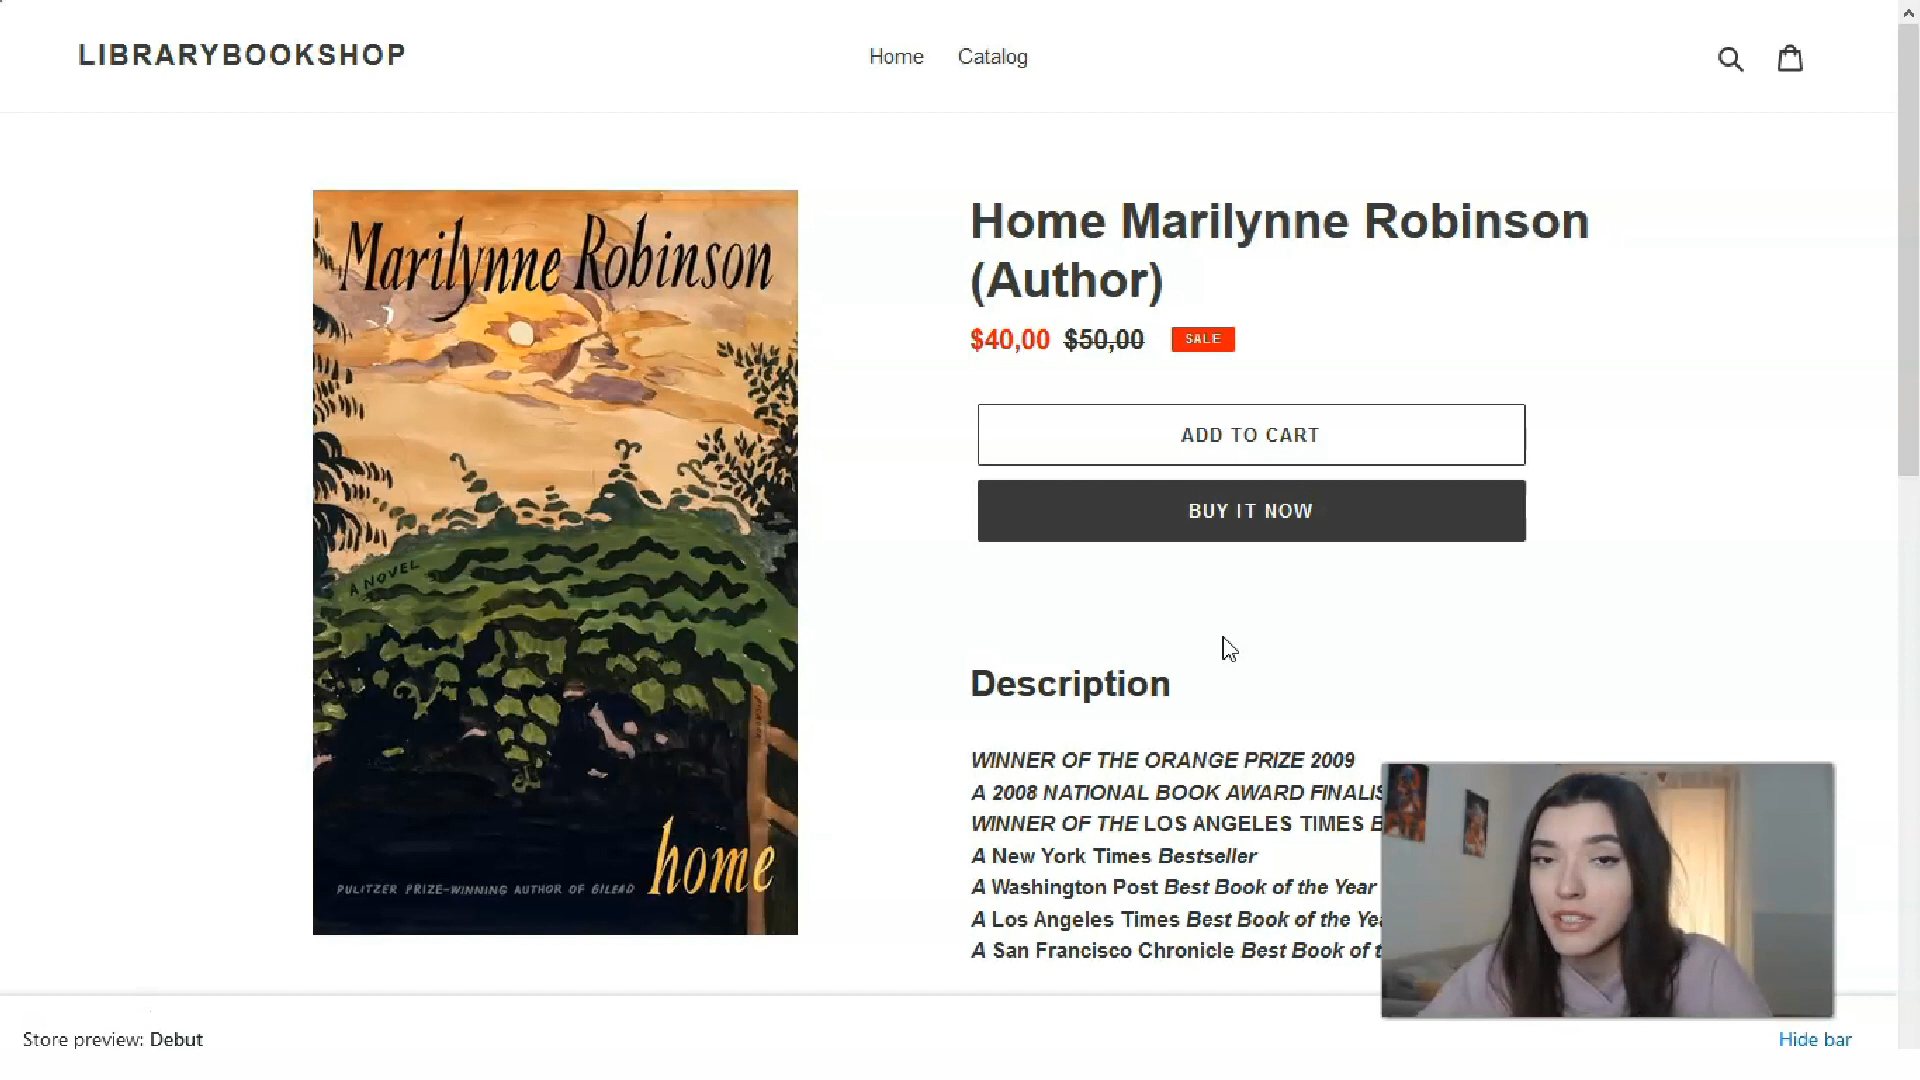 LIBRARYBOOKSHOP
Home
Catalog
Marilynne Robinson
A NOVEL
PULITZER PRIZE-WINNING AUTHOR OF GILEAD
home
Home Marilynne Robinson
(Author)
$40,00 $50,00 SALE
ADD TO CART
BUY IT NOW
Description
WINNER OF THE ORANGE PRIZE 2009
A 2008 NATIONAL BOOK AWARD FINALIS
WINNER OF THE LOS ANGELES TIMES B
A New York Times Bestseller
A Washington Post Best Book of the Year
A Los Angeles Times Best Book of the Yea
A San Francisco Chronicle Best Book of t
Store preview: Debut
Hide bar